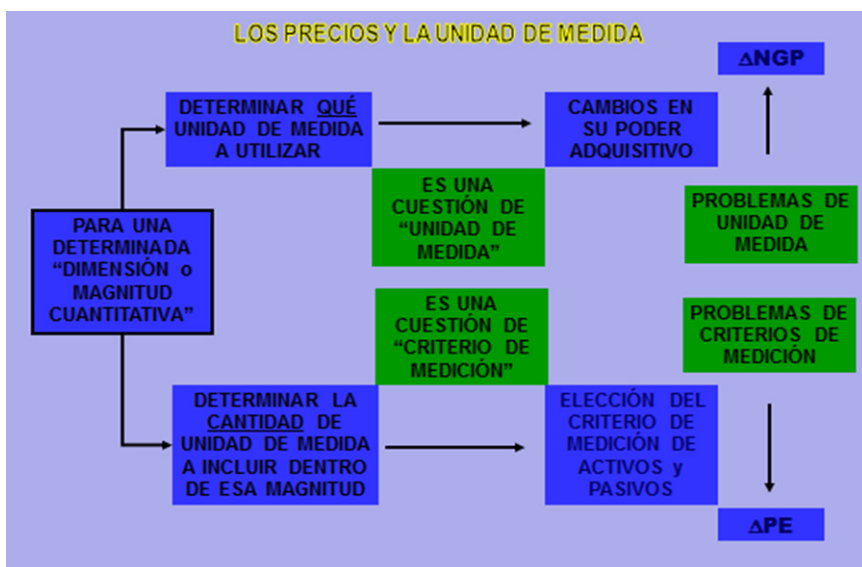 LOS PRECIOS Y LA UNIDAD DE MEDIDA
∆NGP
DETERMINAR QUÉ
UNIDAD DE MEDIDA
A UTILIZAR
CAMBIOS EN
SU PODER
ADQUISITIVO
ES UNA
CUESTIÓN DE
“UNIDAD DE
MEDIDA”
PROBLEMAS DE
UNIDAD DE
MEDIDA
PARA UNA
DETERMINADA
“DIMENSIÓN o
MAGNITUD
CUANTITATIVA”
ES UNA
CUESTIÓN DE
“CRITERIO DE
MEDICIÓN”
PROBLEMAS DE
CRITERIOS DE
MEDICIÓN
DETERMINAR LA
CANTIDAD DE
UNIDAD DE MEDIDA
A INCLUIR DENTRO
DE ESA MAGNITUD
ELECCIÓN DEL
CRITERIO DE
MEDICIÓN DE
ACTIVOS y
PASIVOS
∆PE